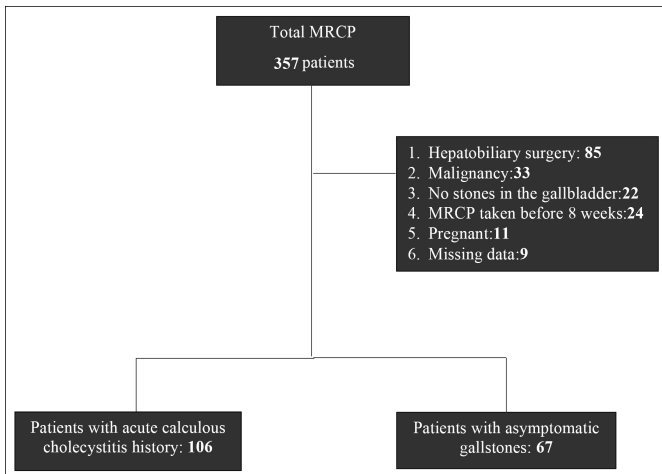 Total MRCP
357 patients
1. Hepatobiliary surgery: 85
2. Malignancy:33
3. No stones in the gallbladder:22
4. MRCP taken before 8 weeks:24
5. Pregnant:11
6. Missing data:9
Patients with acute calculous
cholecystitis history: 106
Patients with asymptomatic
gallstones: 67